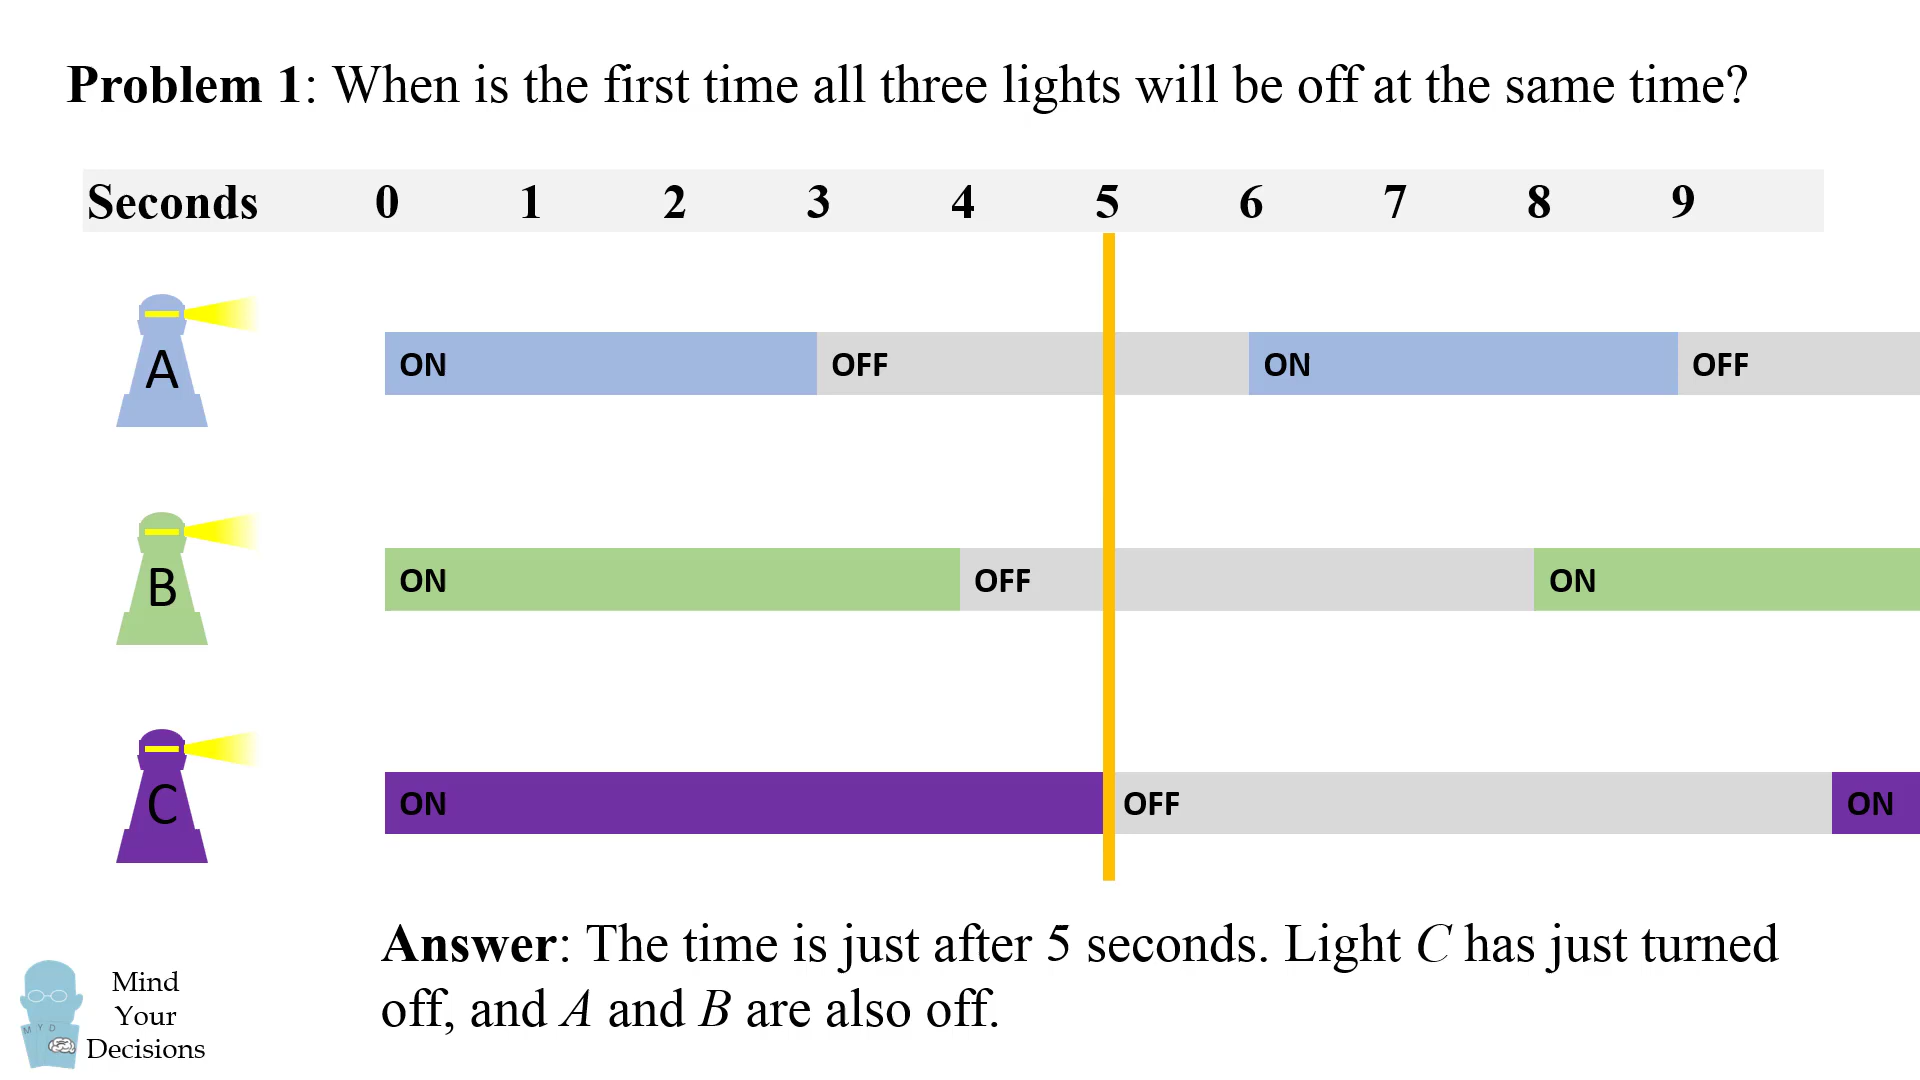 Problem 1: When is the first time all three lights will be off at the same time?
Seconds 0 1 2 3 4 5 6 7 8 9
A ON OFF ON OFF
B ON OFF ON
C ON OFF ON
Answer: The time is just after 5 seconds. Light C has just turned
off, and A and B are also off.
M Y D
Mind
Your
Decisions